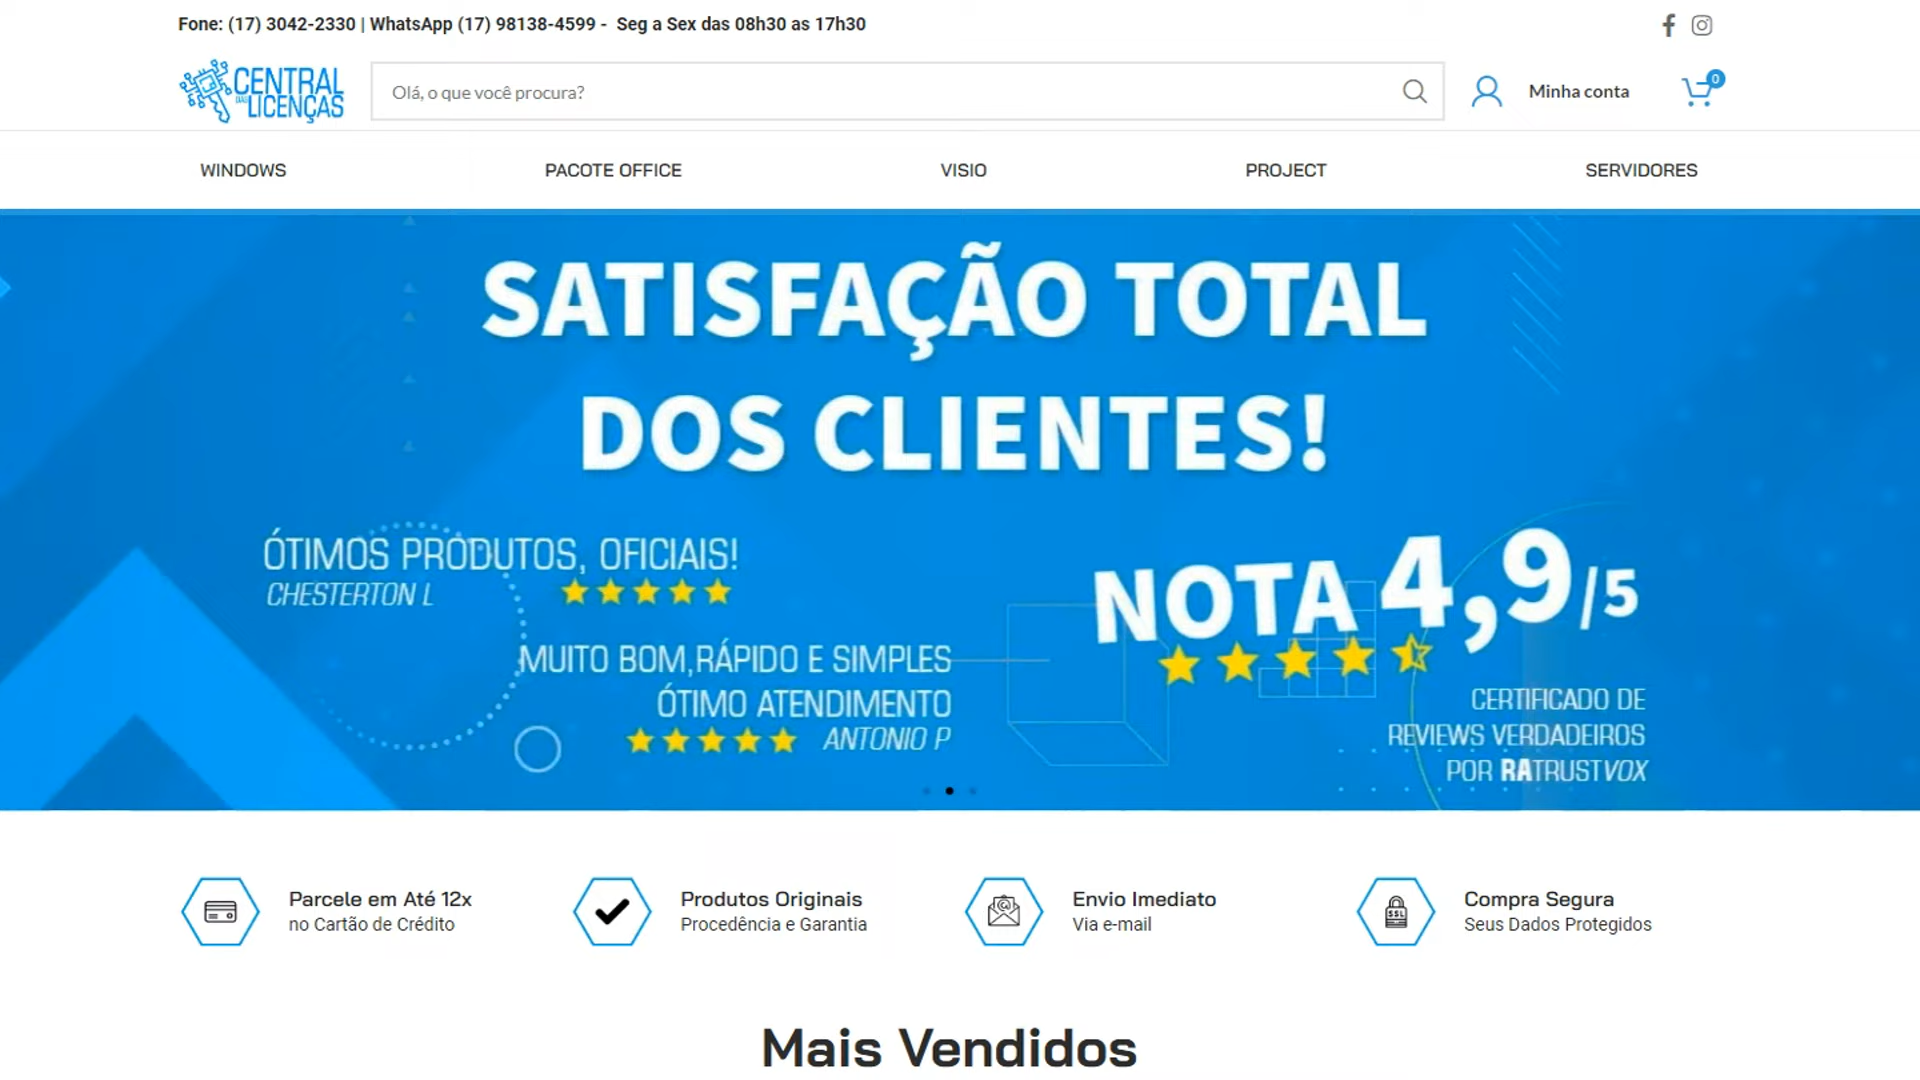 Fone: (17) 3042-2330 | WhatsApp (17) 98138-4599 - Seg a Sex das 08h30 as 17h30
CENTRAL
DAS
LICENÇAS
Olá, o que você procura?
Minha conta
0
WINDOWS
PACOTE OFFICE
VISIO
PROJECT
SERVIDORES
SATISFAÇÃO TOTAL
DOS CLIENTES!
ÓTIMOS PRODUTOS, OFICIAIS!
CHESTERTON L
MUITO BOM,RÁPIDO E SIMPLES
ÓTIMO ATENDIMENTO
ANTONIO P
NOTA 4,9/5
CERTIFICADO DE
REVIEWS VERDADEIROS
POR RATRUSTVOX
Parcele em Até 12x
no Cartão de Crédito
Produtos Originais
Procedência e Garantia
Envio Imediato
Via e-mail
SSL
Compra Segura
Seus Dados Protegidos
Mais Vendidos